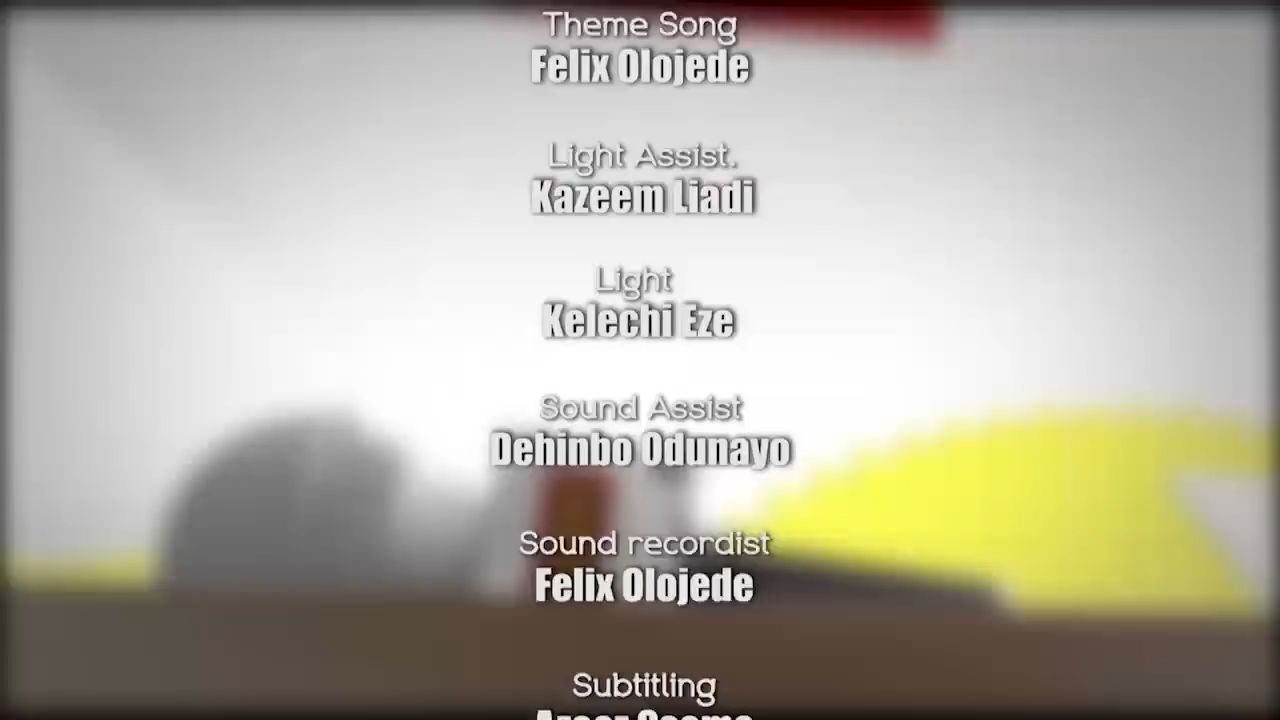 Theme Song
Felix Olojede
Light Assist.
Kazeem Liadi
Light
Kelechi Eze
Sound Assist
Dehinbo Odunayo
Sound recordist
Felix Olojede
Subtitling